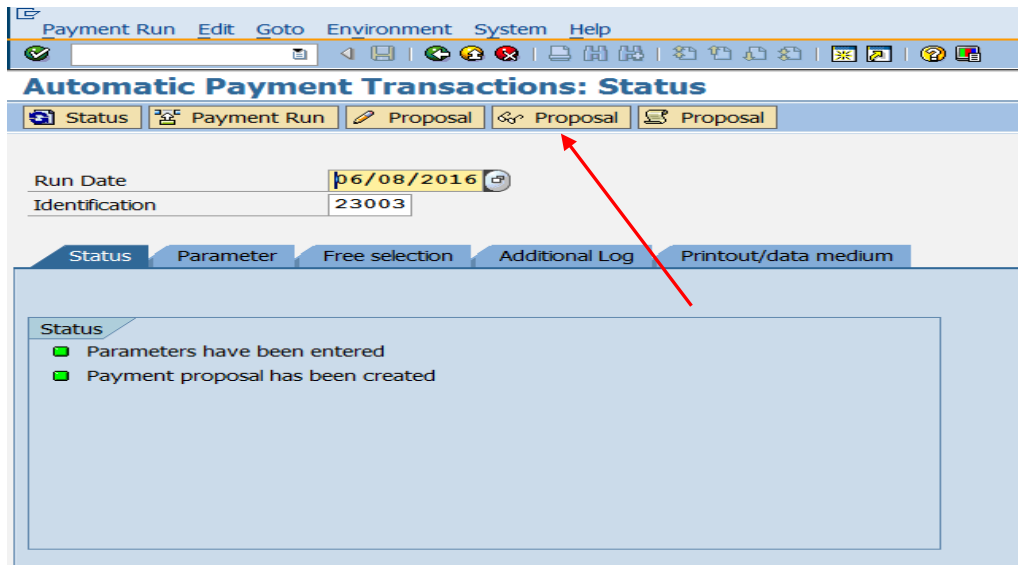 Payment Run Edit Goto Environment System Help
Automatic Payment Transactions: Status
Status Payment Run Proposal Proposal Proposal
Run Date 06/08/2016
Identification 23003
Status Parameter Free selection Additional Log Printout/data medium
Status
Parameters have been entered
Payment proposal has been created